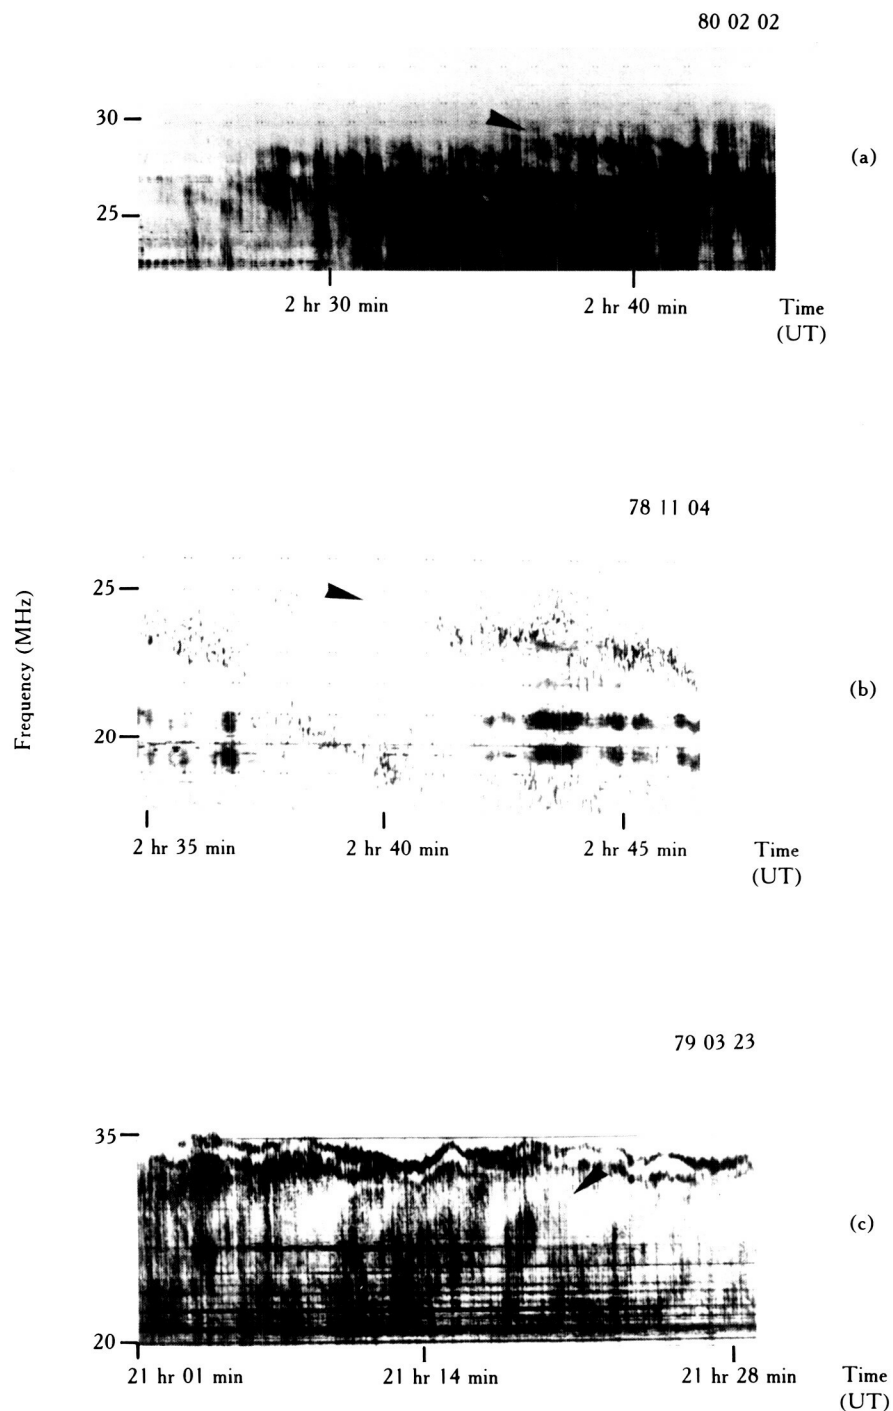 80 02 02
30
25
(a)
2 hr 30 min
2 hr 40 min
Time
(UT)
78 11 04
Frequency (MHz)
25
20
(b)
2 hr 35 min
2 hr 40 min
2 hr 45 min
Time
(UT)
79 03 23
35
20
(c)
21 hr 01 min
21 hr 14 min
21 hr 28 min
Time
(UT)